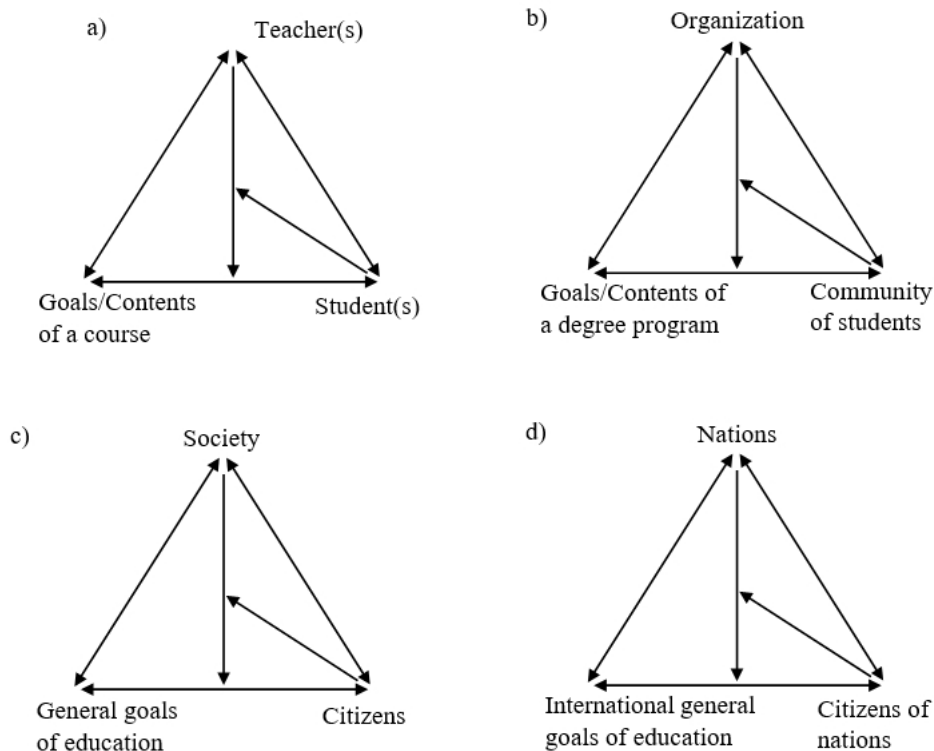 a)
Teacher(s)
Goals/Contents
of a course
Student(s)
b)
Organization
Goals/Contents of
a degree program
Community
of students
c)
Society
General goals
of education
Citizens
d)
Nations
International general
goals of education
Citizens of
nations